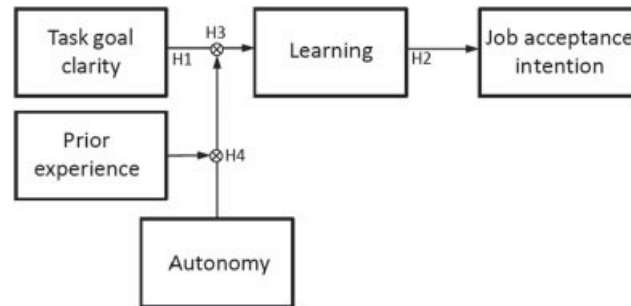 Task goal
clarity
H1
H3
Learning
H2
Job acceptance
intention
Prior
experience
H4
Autonomy